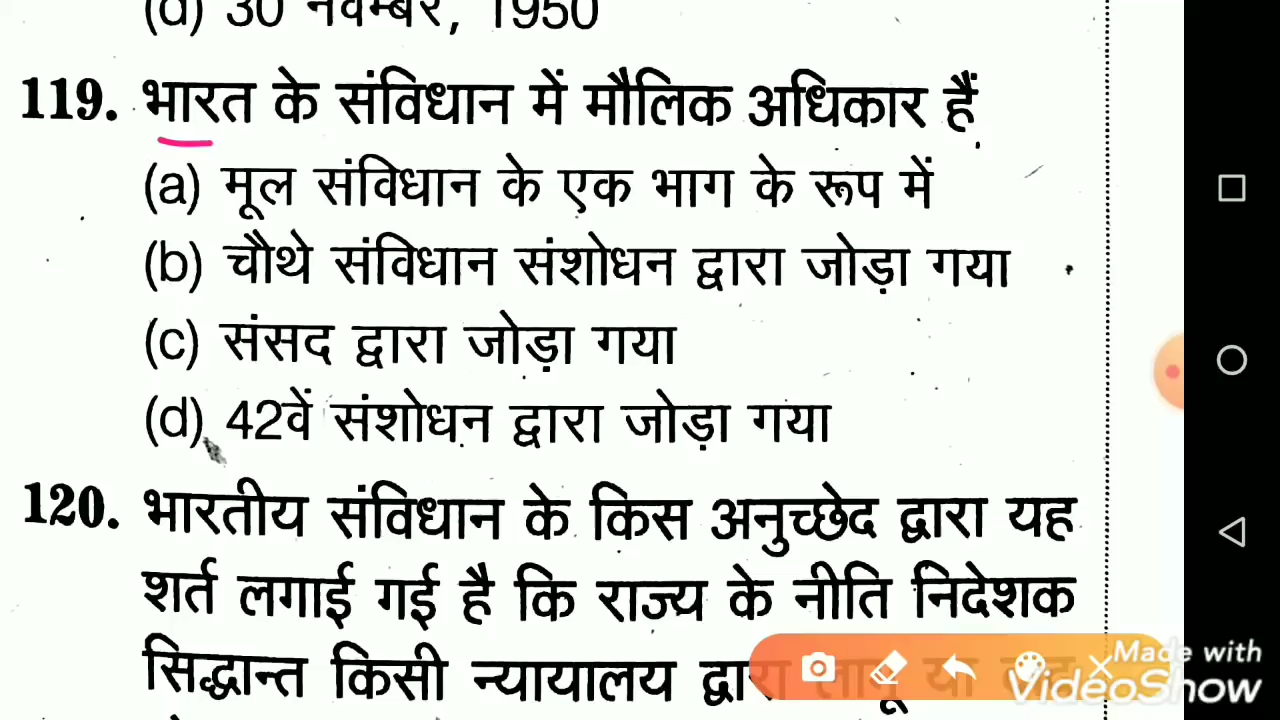 (d) 30 नवम्बर, 1950
119. भारत के संविधान में मौलिक अधिकार हैं
(a) मूल संविधान के एक भाग के रूप में
(b) चौथे संविधान संशोधन द्वारा जोड़ा गया
(c) संसद द्वारा जोड़ा गया
(d) 42वें संशोधन द्वारा जोड़ा गया
120. भारतीय संविधान के किस अनुच्छेद द्वारा यह
शर्त लगाई गई है कि राज्य के नीति निदेशक
सिद्धान्त किसी न्यायालय द्वारा लागू या
Made with
VideoShow